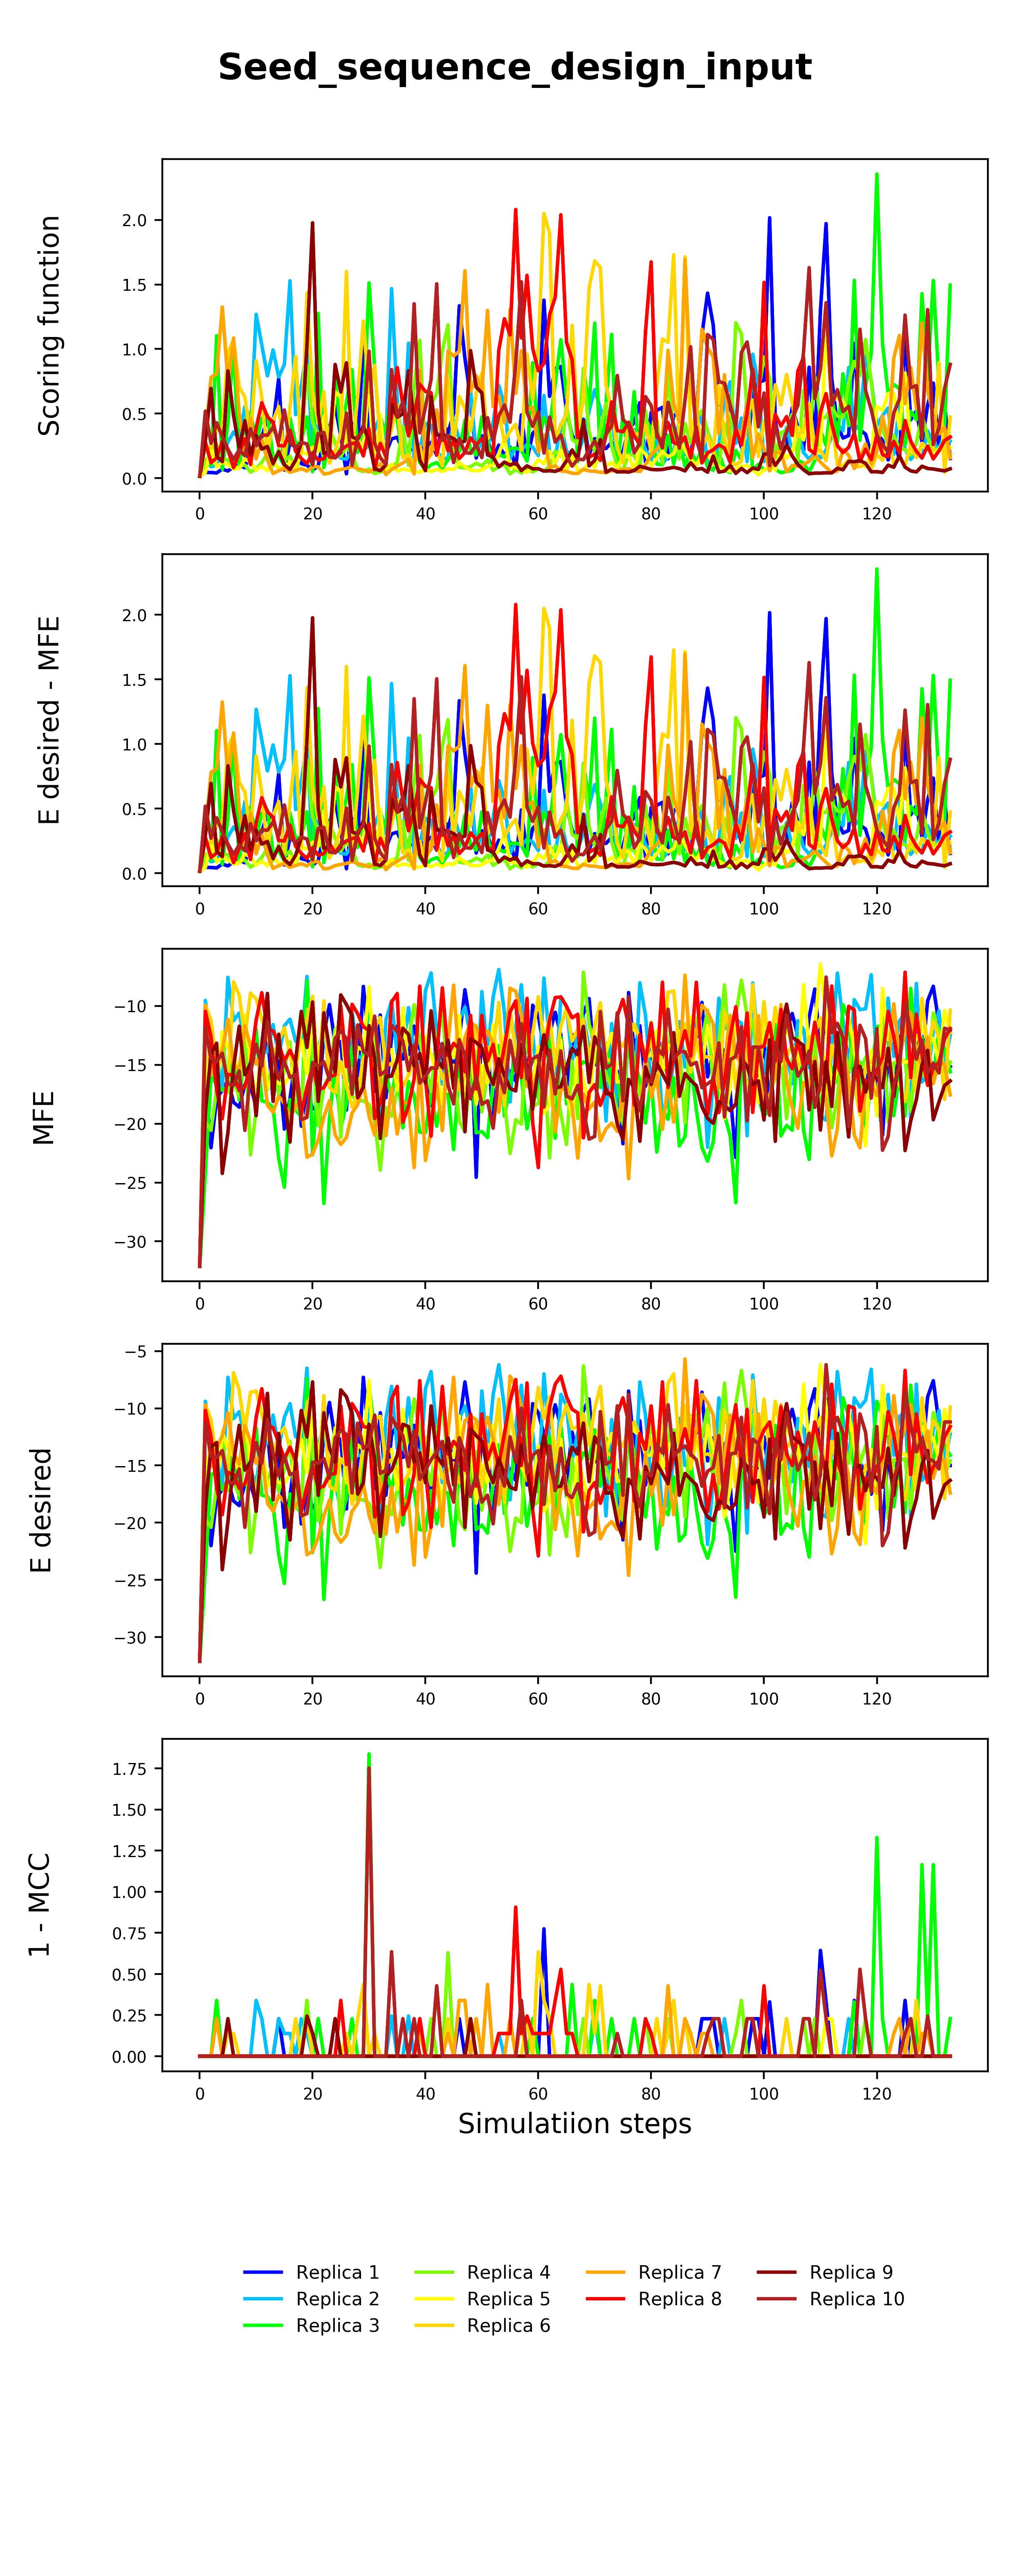 Seed_sequence_design_input
Scoring function
2.0
1.5
1.0
0.5
0.0
0 20 40 60 80 100 120
E desired - MFE
2.0
1.5
1.0
0.5
0.0
0 20 40 60 80 100 120
MFE
−10
−15
−20
−25
−30
0 20 40 60 80 100 120
E desired
−5
−10
−15
−20
−25
−30
0 20 40 60 80 100 120
1 - MCC
1.75
1.50
1.25
1.00
0.75
0.50
0.25
0.00
0 20 40 60 80 100 120
Simulatiion steps
Replica 1 Replica 4 Replica 7 Replica 9
Replica 2 Replica 5 Replica 8 Replica 10
Replica 3 Replica 6